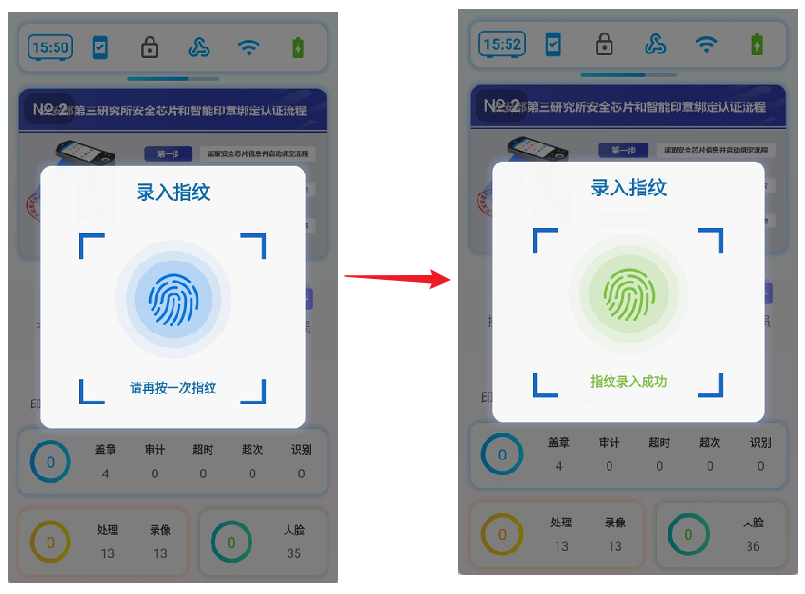 15:50
NO.2
安部第三研究所安全芯片和智能印章绑定认证流程
第一步
读取安全芯片信息并启动绑定流程
录入指纹
请再按一次指纹
印
0
盖章 审计 超时 超次 识别
4 0 0 0 0
0
处理 录像
13 13
0
人脸
35
15:52
NO.2
安部第三研究所安全芯片和智能印章绑定认证流程
第一步
读取安全芯片信息并启动绑定流程
录入指纹
指纹录入成功
印
员
0
盖章 审计 超时 超次 识别
4 0 0 0 0
0
处理 录像
13 13
0
人脸
36